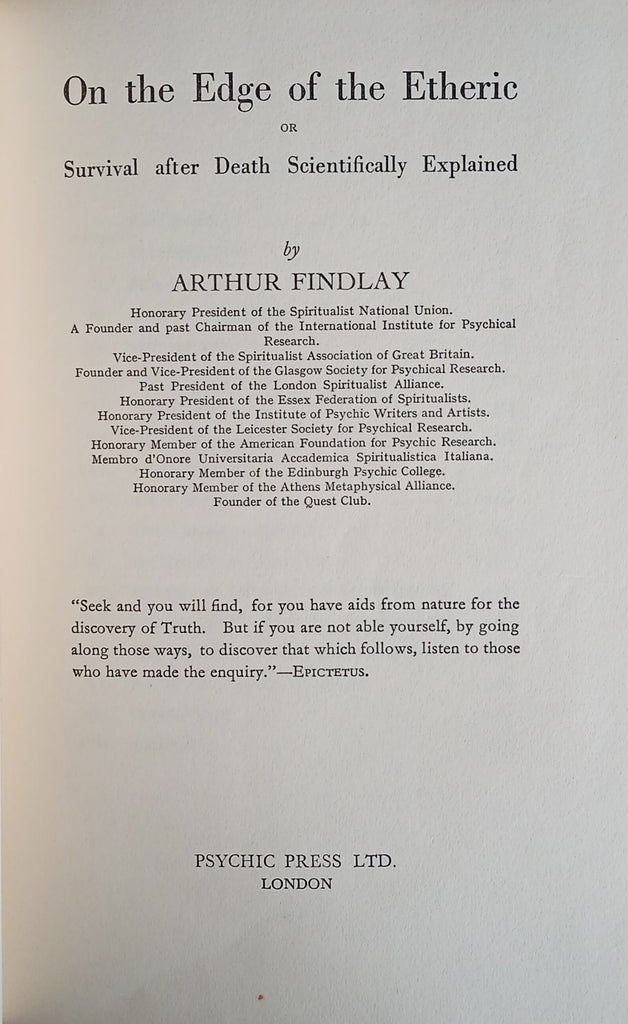 On the Edge of the Etheric
OR
Survival after Death Scientifically Explained
by
ARTHUR FINDLAY
Honorary President of the Spiritualist National Union.
A Founder and past Chairman of the International Institute for Psychical
Research.
Vice-President of the Spiritualist Association of Great Britain.
Founder and Vice-President of the Glasgow Society for Psychical Research.
Past President of the London Spiritualist Alliance.
Honorary President of the Essex Federation of Spiritualists.
Honorary President of the Institute of Psychic Writers and Artists.
Vice-President of the Leicester Society for Psychical Research.
Honorary Member of the American Foundation for Psychic Research.
Membro d'Onore Universitaria Accademica Spiritualistica Italiana.
Honorary Member of the Edinburgh Psychic College.
Honorary Member of the Athens Metaphysical Alliance.
Founder of the Quest Club.
“Seek and you will find, for you have aids from nature for the
discovery of Truth. But if you are not able yourself, by going
along those ways, to discover that which follows, listen to those
who have made the enquiry.”—EPICTETUS.
PSYCHIC PRESS LTD.
LONDON